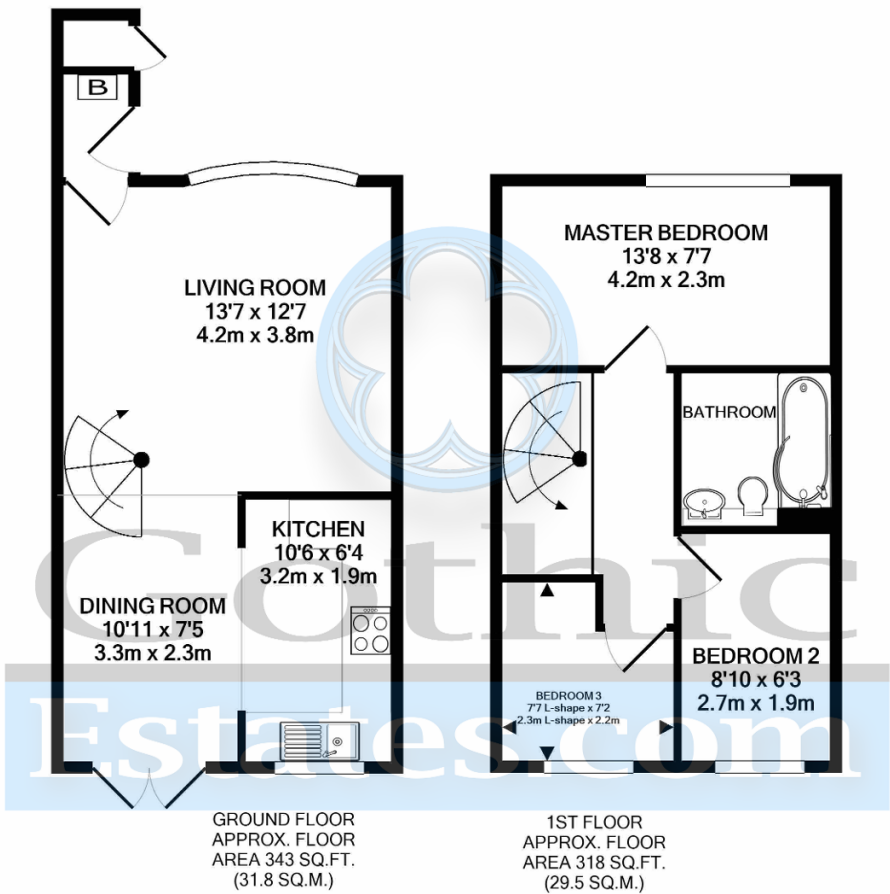 B
LIVING ROOM
13'7 x 12'7
4.2m x 3.8m
KITCHEN
10'6 x 6'4
3.2m x 1.9m
DINING ROOM
10'11 x 7'5
3.3m x 2.3m
GROUND FLOOR
APPROX. FLOOR
AREA 343 SQ.FT.
(31.8 SQ.M.)
MASTER BEDROOM
13'8 x 7'7
4.2m x 2.3m
BATHROOM
BEDROOM 2
8'10 x 6'3
2.7m x 1.9m
BEDROOM 3
7'7 L-shape x 7'2
2.3m L-shape x 2.2m
1ST FLOOR
APPROX. FLOOR
AREA 318 SQ.FT.
(29.5 SQ.M.)
Gothic
Estates.com